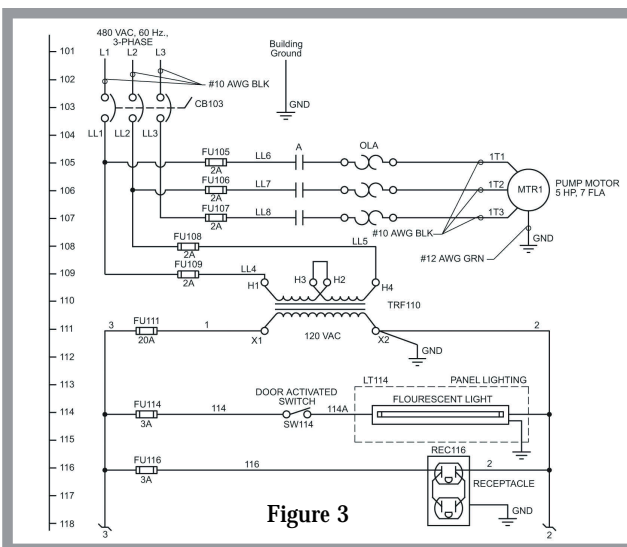 480 VAC, 60 Hz.,
3-PHASE
Building
Ground
101 L1 L2 L3
102
#10 AWG BLK
103 CB103 GND
104
LL1 LL2 LL3
FU105 LL6 A OLA 1T1
105
2A
FU106 LL7 1T2 MTR1 PUMP MOTOR
106 5 HP, 7 FLA
2A
FU107 LL8 1T3
107
2A
#10 AWG BLK
GND
FU108 LL5
108
2A
#12 AWG GRN
FU109 LL4
109
2A
H1 H3 H2 H4
110 TRF110
FU111
3 1 2
111 X1 120 VAC X2
20A
GND
112
113
LT114 PANEL LIGHTING
DOOR ACTIVATED
SWITCH
FLOURESCENT LIGHT
FU114 114 114A
114
3A SW114
115
REC116
FU116 116 2
116
3A RECEPTACLE
117
GND
Figure 3
118
3 2